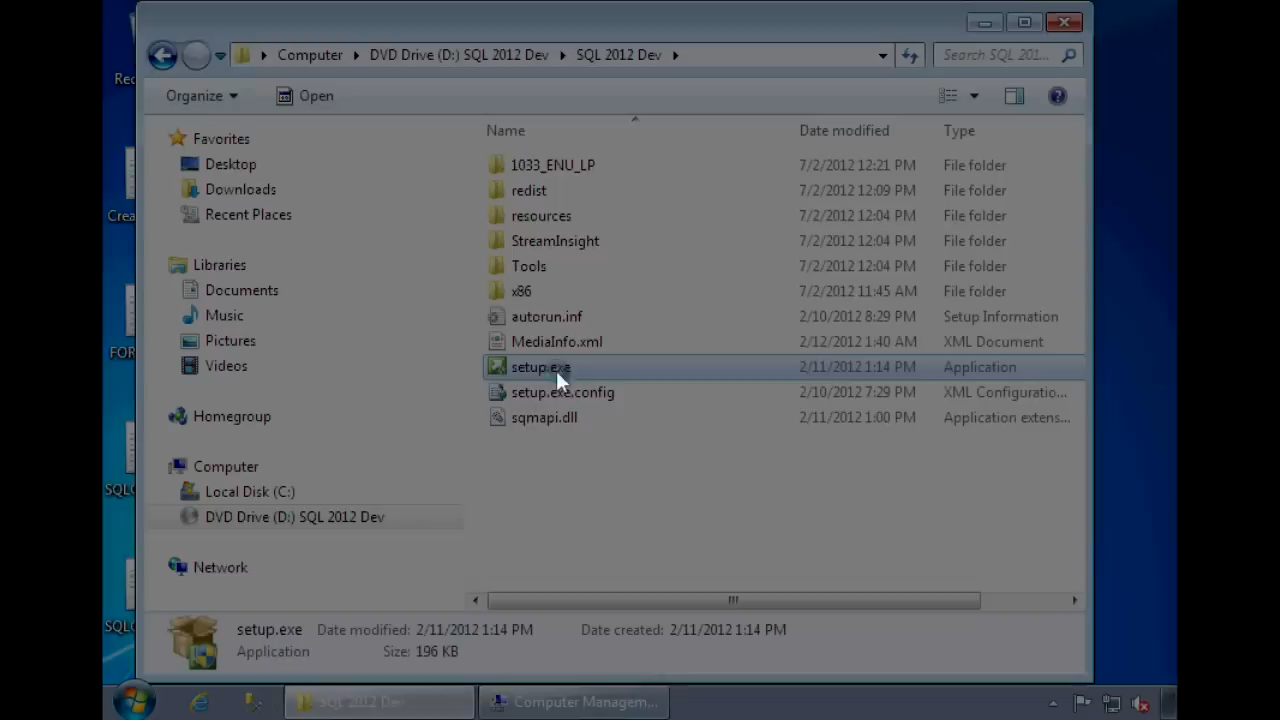 Rec
Computer DVD Drive (D:) SQL 2012 Dev SQL 2012 Dev Search SQL 201...
Organize Open
Name Date modified Type
Favorites
Desktop
Downloads
Recent Places
Libraries
Documents
Music
Pictures
Videos
Homegroup
Computer
Local Disk (C:)
DVD Drive (D:) SQL 2012 Dev
Network
1033_ENU_LP 7/2/2012 12:21 PM File folder
redist 7/2/2012 12:09 PM File folder
resources 7/2/2012 12:04 PM File folder
StreamInsight 7/2/2012 12:04 PM File folder
Tools 7/2/2012 12:04 PM File folder
x86 7/2/2012 11:45 AM File folder
autorun.inf 2/10/2012 8:29 PM Setup Information
MediaInfo.xml 2/12/2012 1:40 AM XML Document
setup.exe 2/11/2012 1:14 PM Application
setup.exe.config 2/10/2012 7:29 PM XML Configuratio...
sqmapi.dll 2/11/2012 1:00 PM Application extens...
Crea
FOR
SQL
SQL
setup.exe Date modified: 2/11/2012 1:14 PM Date created: 2/11/2012 1:14 PM
Application Size: 196 KB
SQL 2012 Dev Computer Managem...